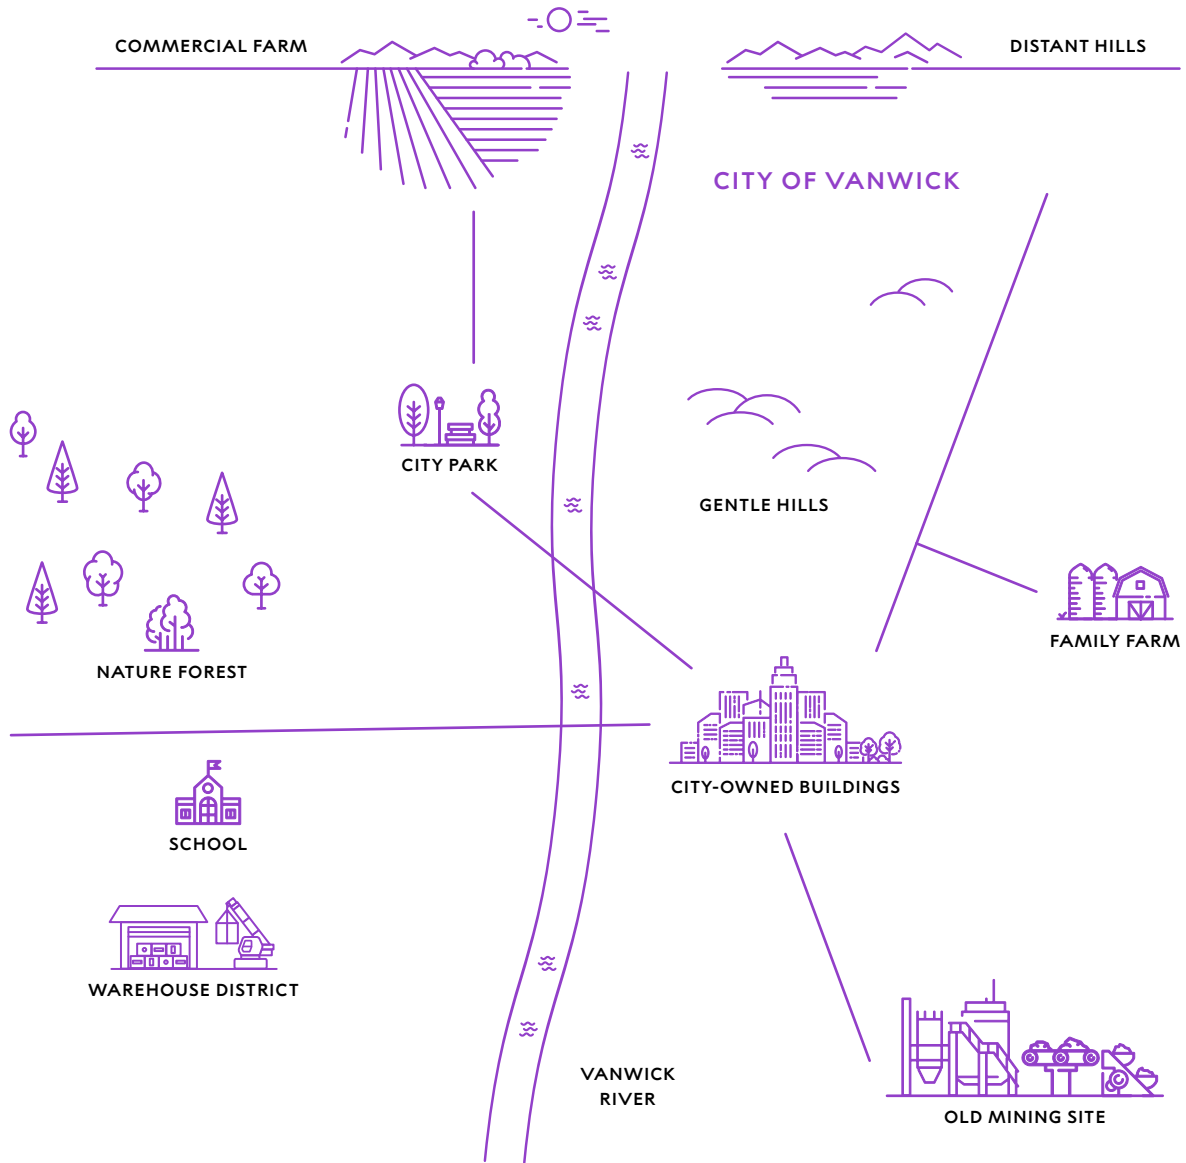 COMMERCIAL FARM
DISTANT HILLS
CITY OF VANWICK
CITY PARK
GENTLE HILLS
FAMILY FARM
NATURE FOREST
CITY-OWNED BUILDINGS
SCHOOL
WAREHOUSE DISTRICT
VANWICK
RIVER
OLD MINING SITE